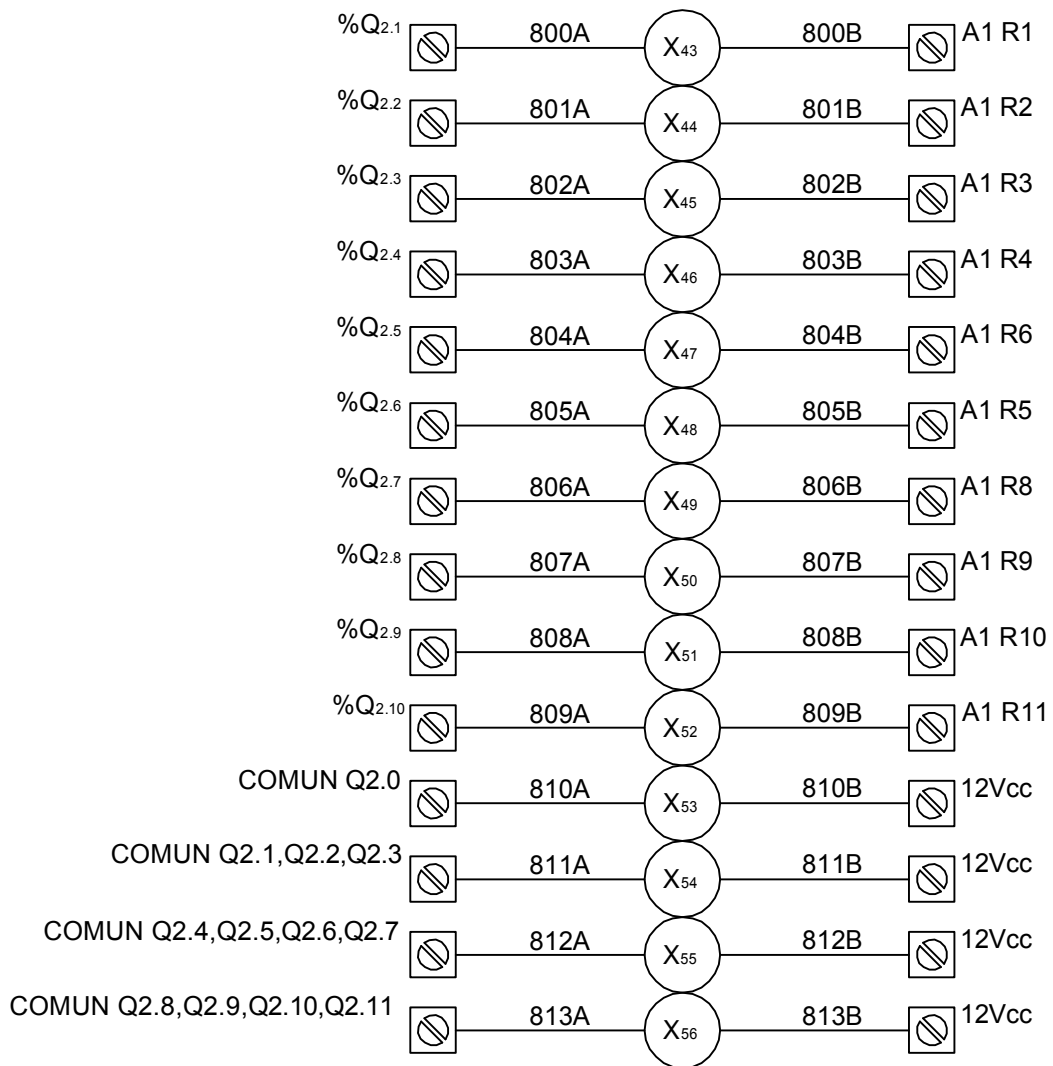 %Q2.1 800A X43 800B A1 R1
%Q2.2 801A X44 801B A1 R2
%Q2.3 802A X45 802B A1 R3
%Q2.4 803A X46 803B A1 R4
%Q2.5 804A X47 804B A1 R6
%Q2.6 805A X48 805B A1 R5
%Q2.7 806A X49 806B A1 R8
%Q2.8 807A X50 807B A1 R9
%Q2.9 808A X51 808B A1 R10
%Q2.10 809A X52 809B A1 R11
COMUN Q2.0 810A X53 810B 12Vcc
COMUN Q2.1,Q2.2,Q2.3 811A X54 811B 12Vcc
COMUN Q2.4,Q2.5,Q2.6,Q2.7 812A X55 812B 12Vcc
COMUN Q2.8,Q2.9,Q2.10,Q2.11 813A X56 813B 12Vcc